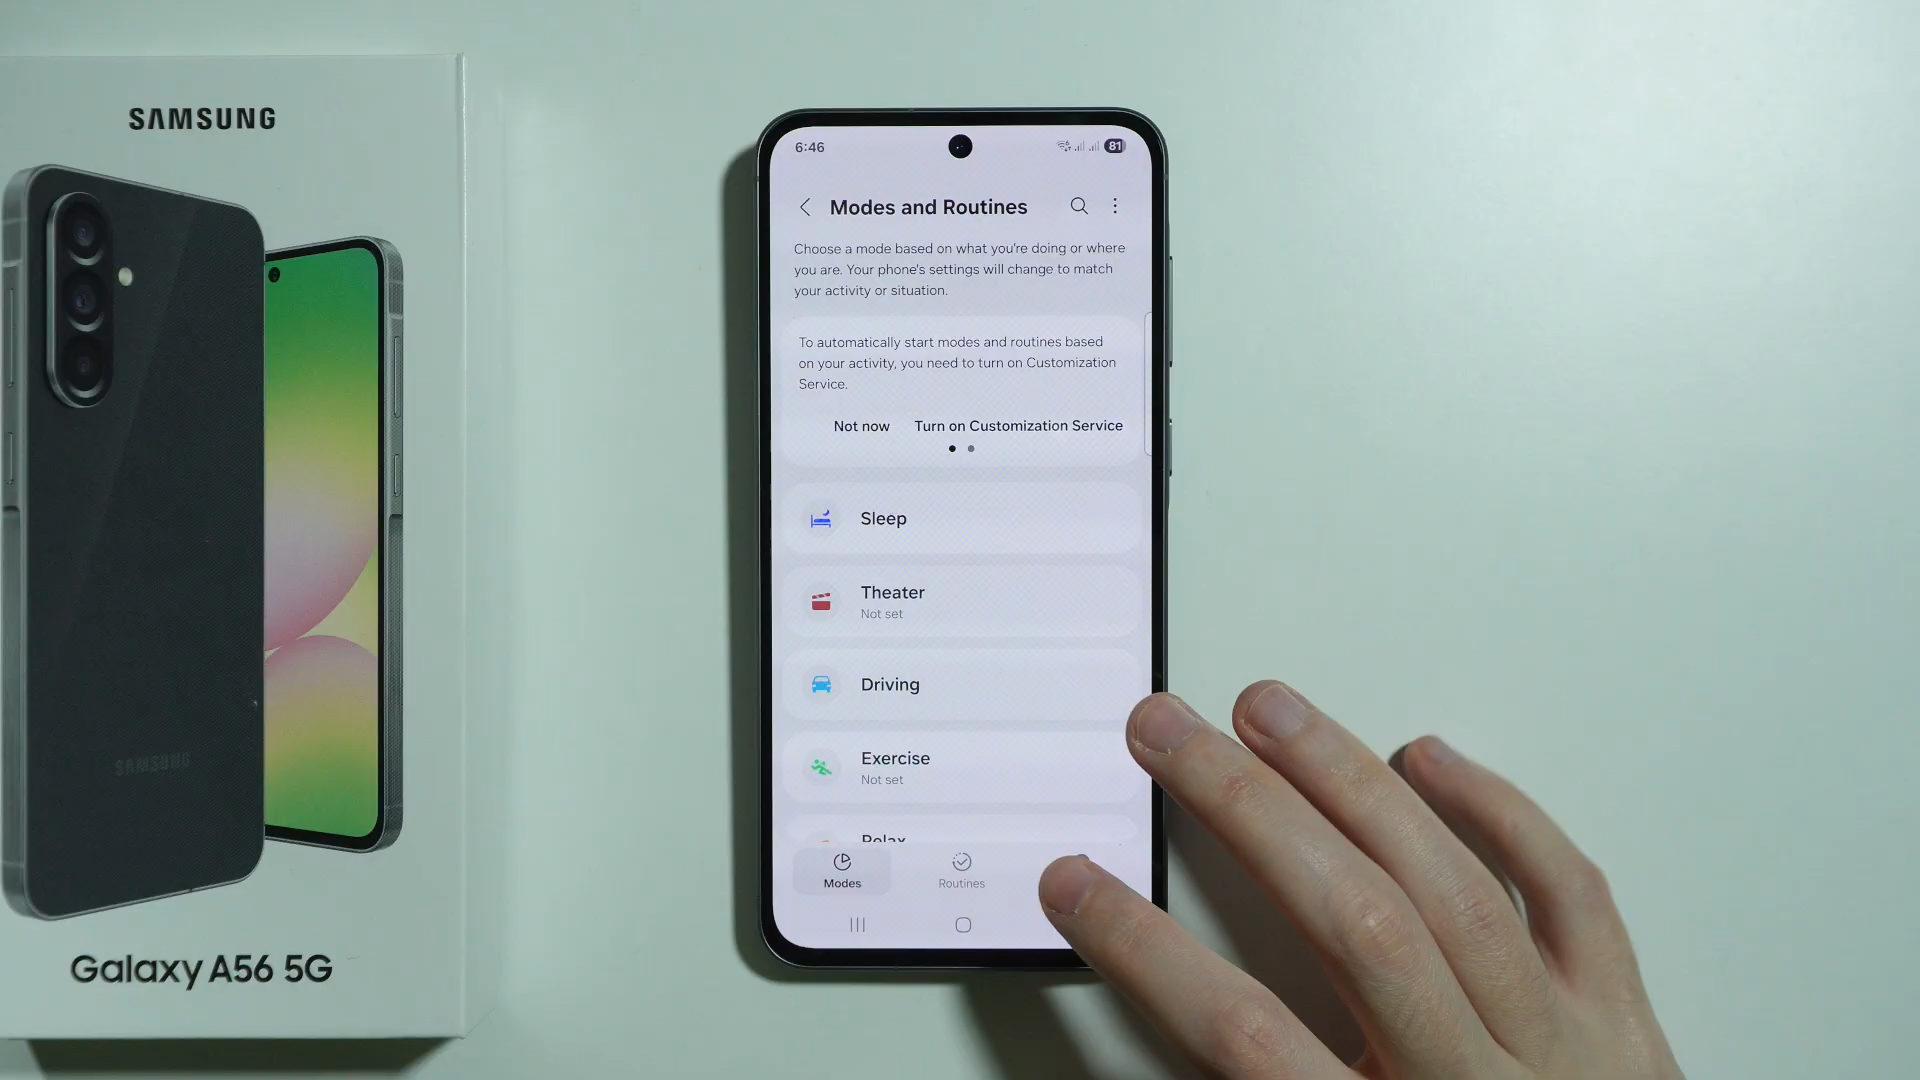 SAMSUNG
SAMSUNG
Galaxy A56 5G
6:46
81
Modes and Routines
Choose a mode based on what you're doing or where
you are. Your phone's settings will change to match
your activity or situation.
To automatically start modes and routines based
on your activity, you need to turn on Customization
Service.
Not now
Turn on Customization Service
Sleep
Theater
Not set
Driving
Exercise
Not set
Relax
Modes
Routines